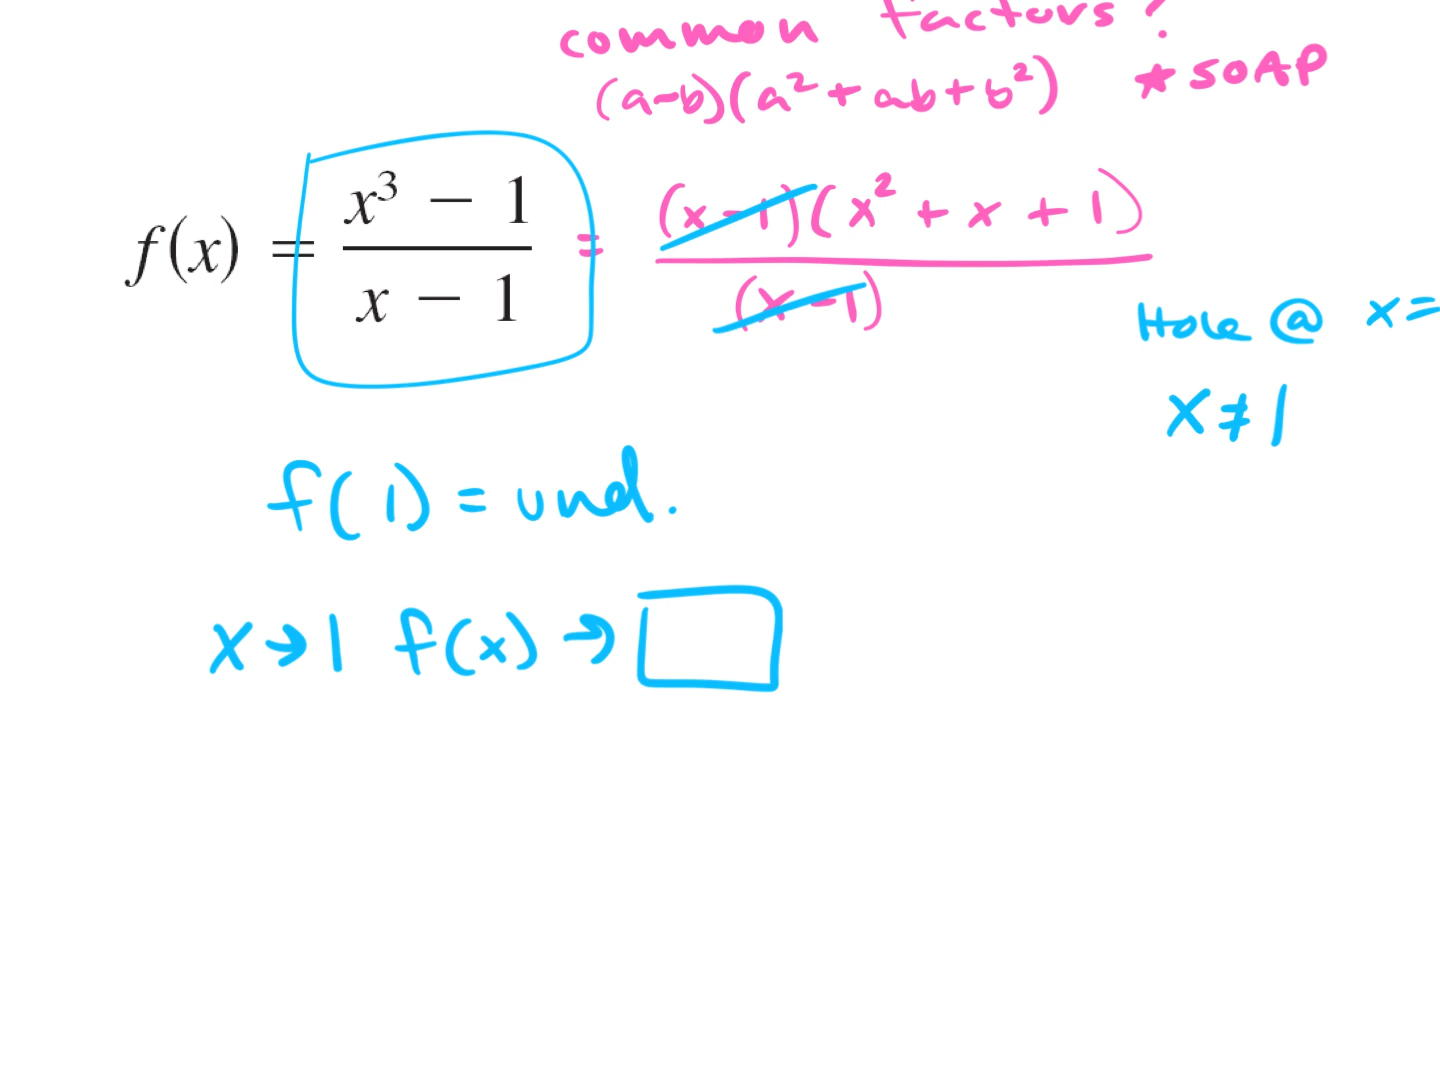 common factors?
(a-b)(a² + ab + b²) ★ SOAP
f(x) = x³ − 1 / x − 1 = (x-1)(x² + x + 1) / (x-1)
Hole @ x=
x ≠ 1
f(1) = und.
x → 1 f(x) →